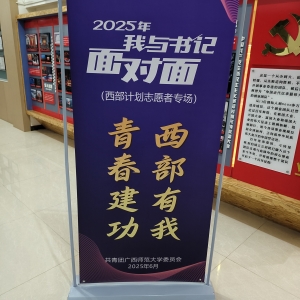 2025年
我与书记
面对面
（西部计划志愿者专场）
青春建功
西部有我
共青团广西师范大学委员会
2025年6月